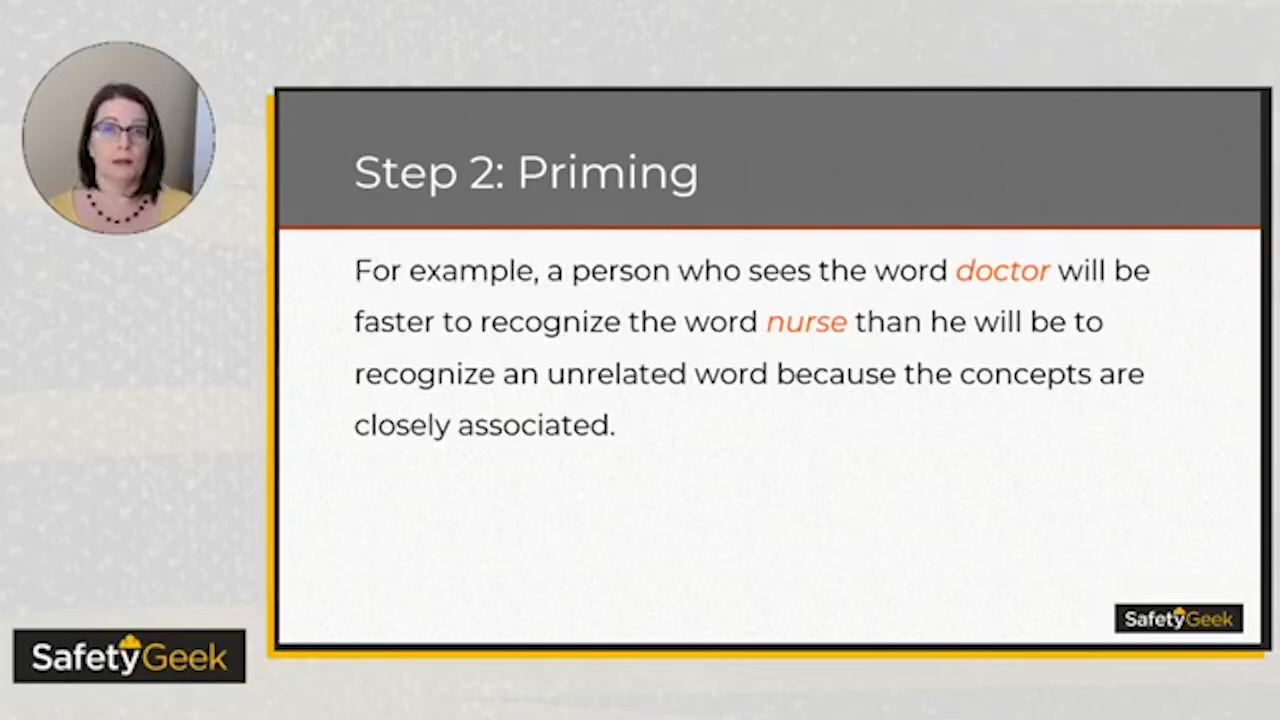 Step 2: Priming
For example, a person who sees the word doctor will be
faster to recognize the word nurse than he will be to
recognize an unrelated word because the concepts are
closely associated.
SafetyGeek
SafetyGeek